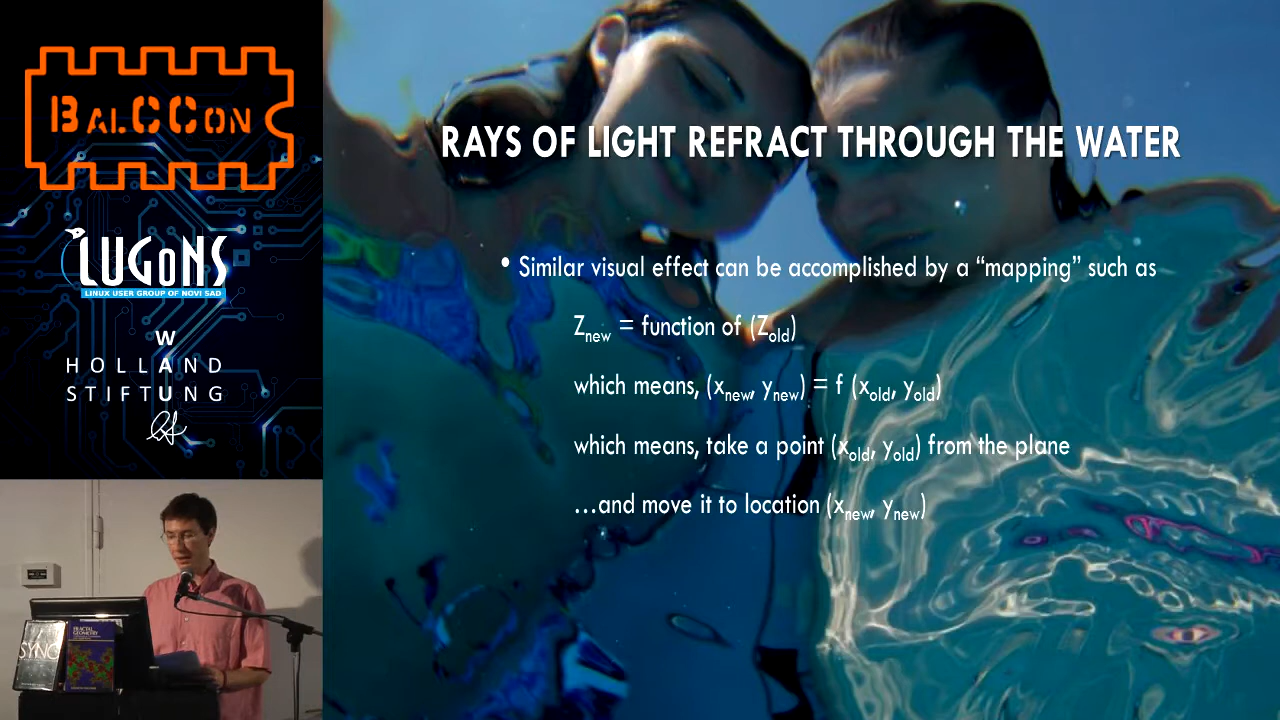 BALCCON
LUGONS
LINUX USER GROUP OF NOVI SAD
W
HOLLAND
U
STIFTUNG
RAYS OF LIGHT REFRACT THROUGH THE WATER
• Similar visual effect can be accomplished by a “mapping” such as
Znew = function of (Zold)
which means, (xnew, ynew) = f (xold, yold)
which means, take a point (xold, yold) from the plane
…and move it to location (xnew, ynew)
SYNC
FRACTAL
GEOMETRY